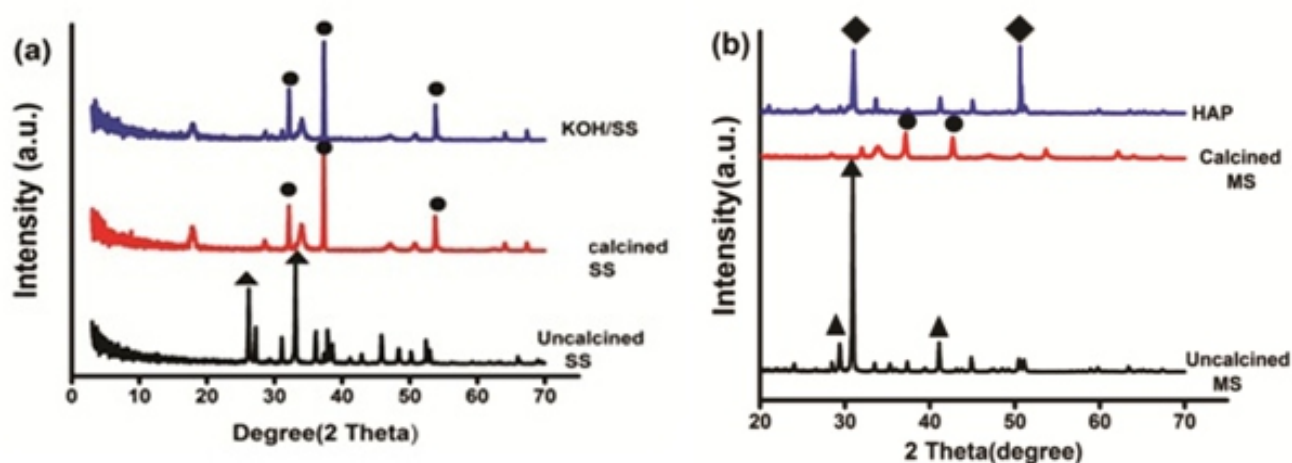 (a)
Intensity (a.u.)
KOH/SS
calcined
SS
Uncalcined
SS
0 10 20 30 40 50 60 70
Degree(2 Theta)
(b)
Intensity(a.u.)
HAP
Calcined
MS
Uncalcined
MS
20 30 40 50 60 70
2 Theta(degree)